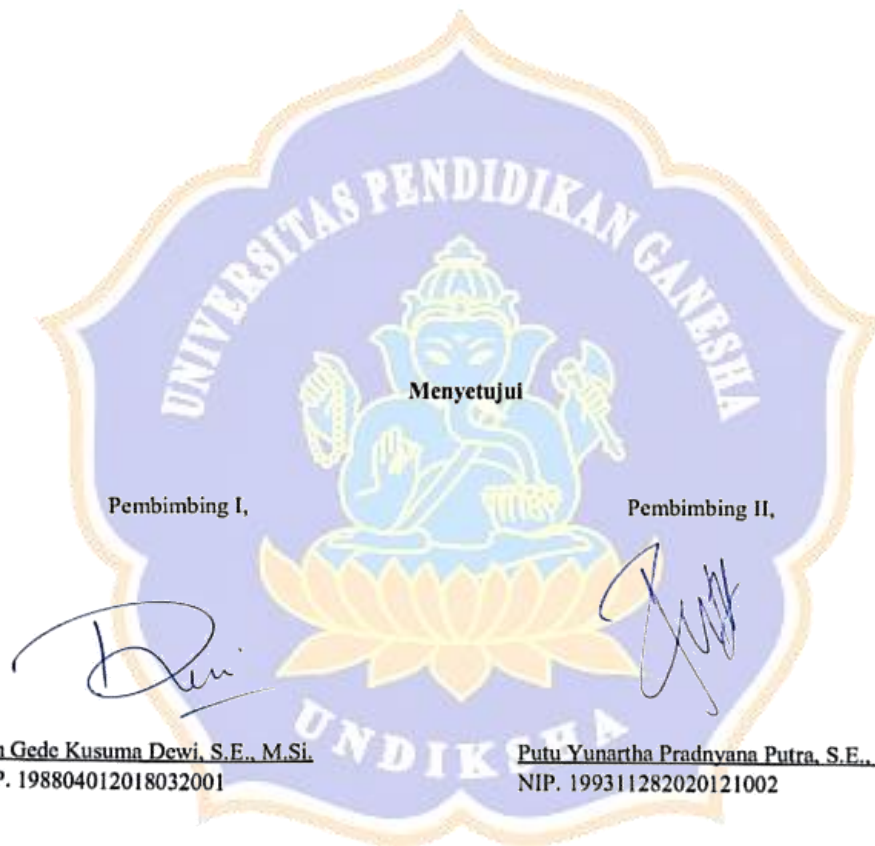 UNIVERSITAS PENDIDIKAN GANESHA
Menyetujui
Pembimbing I,
Pembimbing II,
Gede Kusuma Dewi, S.E., M.Si.
Putu Yunartha Pradnyana Putra, S.E.,
P. 198804012018032001
NIP. 199311282020121002
UNDIKSHA